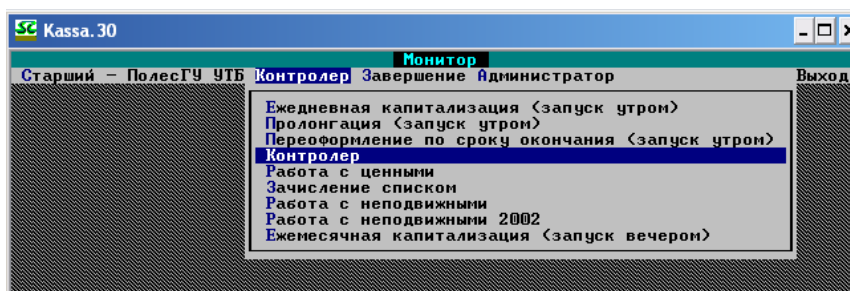 Kassa.30
Монитор
Старший - ПолесГУ УТБ Контролер Завершение Администратор Выход
Ежедневная капитализация (запуск утром)
Пролонгация (запуск утром)
Переоформление по сроку окончания (запуск утром)
Контролер
Работа с ценными
Зачисление списком
Работа с неподвижными
Работа с неподвижными 2002
Ежемесячная капитализация (запуск вечером)